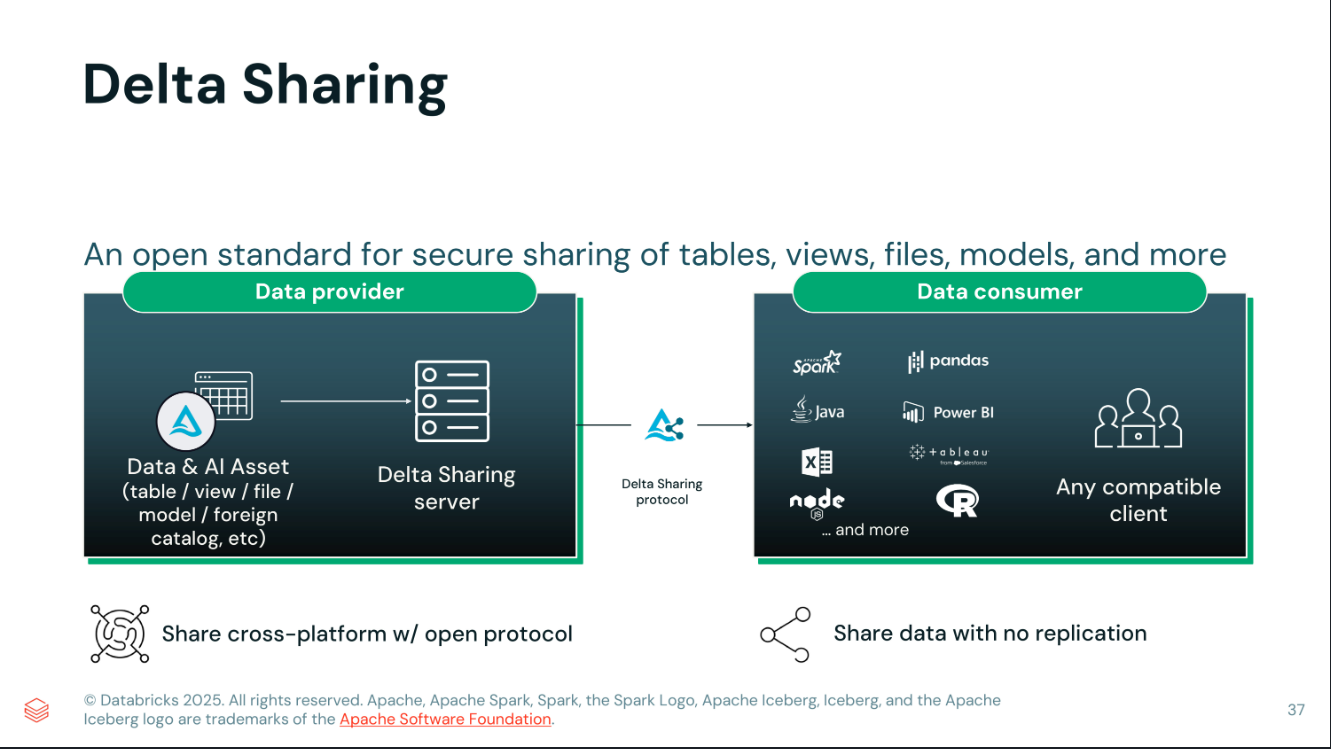 Delta Sharing
An open standard for secure sharing of tables, views, files, models, and more
Data provider
Data & AI Asset
(table / view / file /
model / foreign
catalog, etc)
Delta Sharing
server
Delta Sharing
protocol
Data consumer
APACHE
Spark
pandas
Java
Power BI
X
+ a b l e a u
from Salesforce
node
JS
R
... and more
Any compatible
client
Share cross-platform w/ open protocol
Share data with no replication
© Databricks 2025. All rights reserved. Apache, Apache Spark, Spark, the Spark Logo, Apache Iceberg, Iceberg, and the Apache
Iceberg logo are trademarks of the Apache Software Foundation.
37